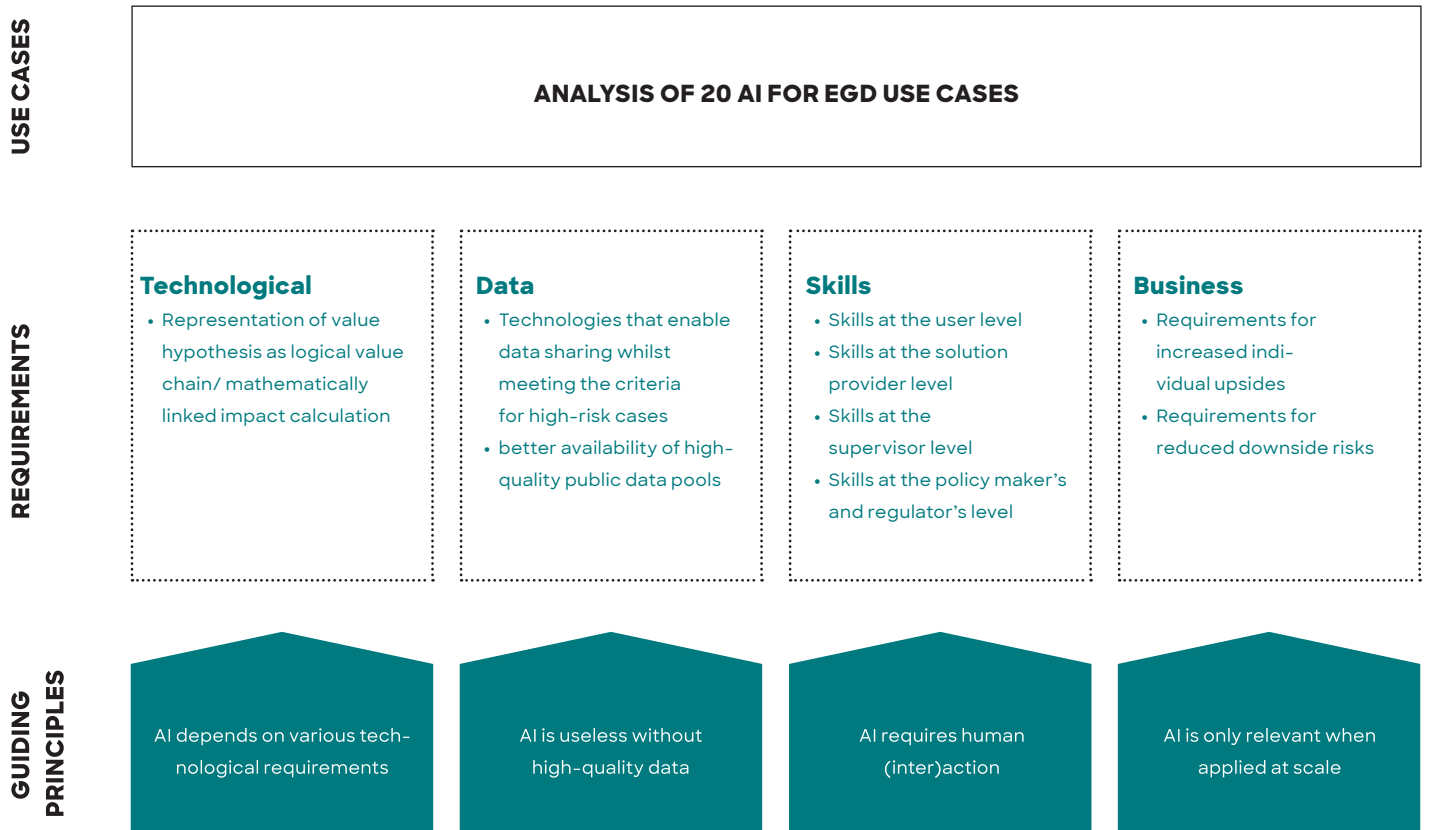 USE CASES
ANALYSIS OF 20 AI FOR EGD USE CASES
REQUIREMENTS
Technological
• Representation of value
hypothesis as logical value
chain/ mathematically
linked impact calculation
Data
• Technologies that enable
data sharing whilst
meeting the criteria
for high-risk cases
• better availability of high-
quality public data pools
Skills
• Skills at the user level
• Skills at the solution
provider level
• Skills at the
supervisor level
• Skills at the policy maker's
and regulator's level
Business
• Requirements for
increased indi-
vidual upsides
• Requirements for
reduced downside risks
GUIDING
PRINCIPLES
AI depends on various tech-
nological requirements
AI is useless without
high-quality data
AI requires human
(inter)action
AI is only relevant when
applied at scale